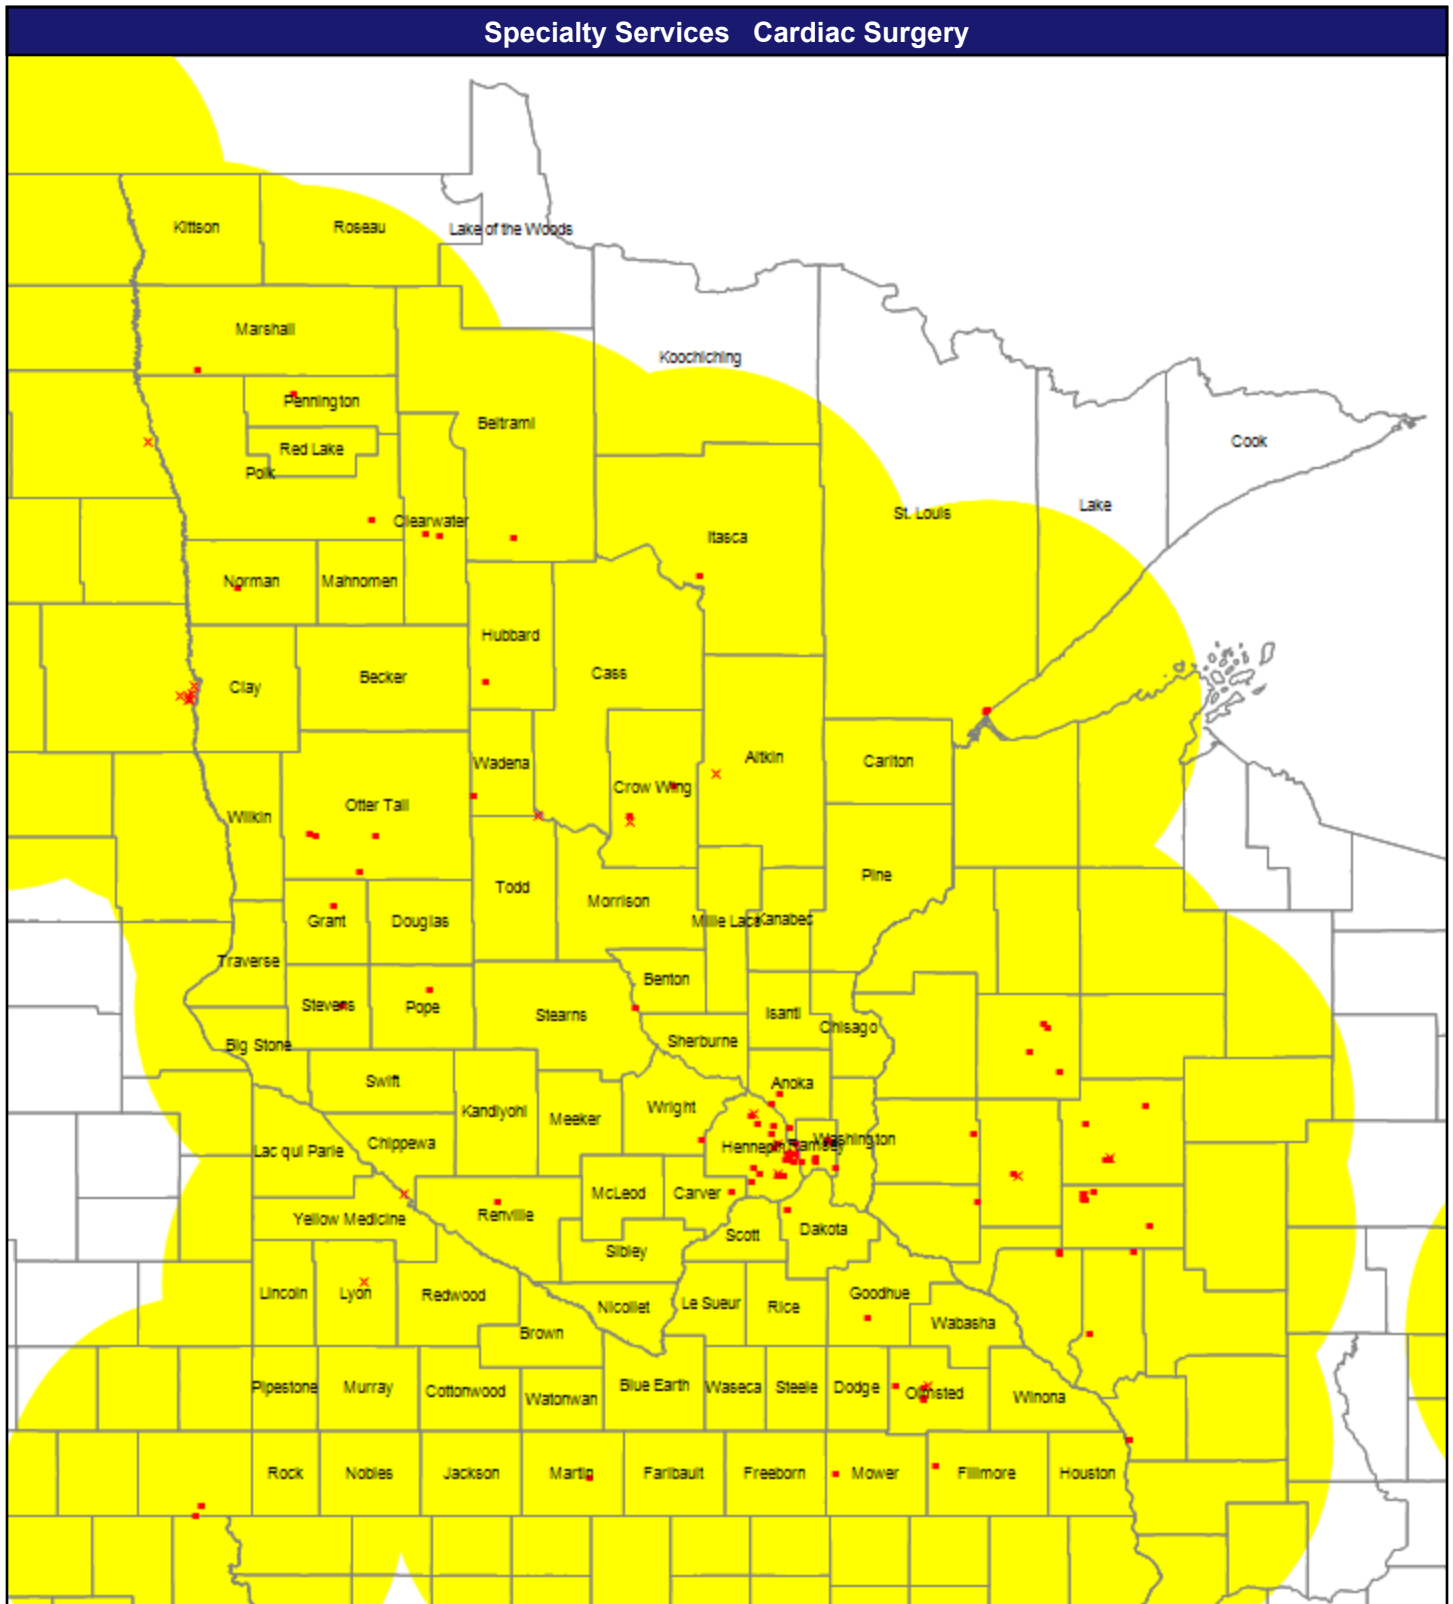 Specialty Services Cardiac Surgery
Kittson
Roseau
Lake of the Woods
Marshall
Koochiching
Pennington
Beltrami
Red Lake
Cook
Polk
Lake
St. Louis
Clearwater
Itasca
Norman
Mahnomen
Hubbard
Cass
Becker
Clay
Aitkin
Carlton
Wadena
Crow Wing
Otter Tail
Wilkin
Pine
Todd
Morrison
Grant
Douglas
Mille Lacs
Kanabec
Traverse
Benton
Stevens
Pope
Stearns
Isanti
Chisago
Sherburne
Big Stone
Swift
Anoka
Wright
Kandiyohi
Meeker
Chippewa
Hennepin
Ramsey
Washington
Lac qui Parle
McLeod
Carver
Renville
Yellow Medicine
Dakota
Scott
Sibley
Lincoln
Lyon
Redwood
Goodhue
Nicollet
Le Sueur
Rice
Wabasha
Brown
Pipestone
Murray
Cottonwood
Watonwan
Blue Earth
Waseca
Steele
Dodge
Olmsted
Winona
Rock
Nobles
Jackson
Martin
Faribault
Freeborn
Mower
Fillmore
Houston